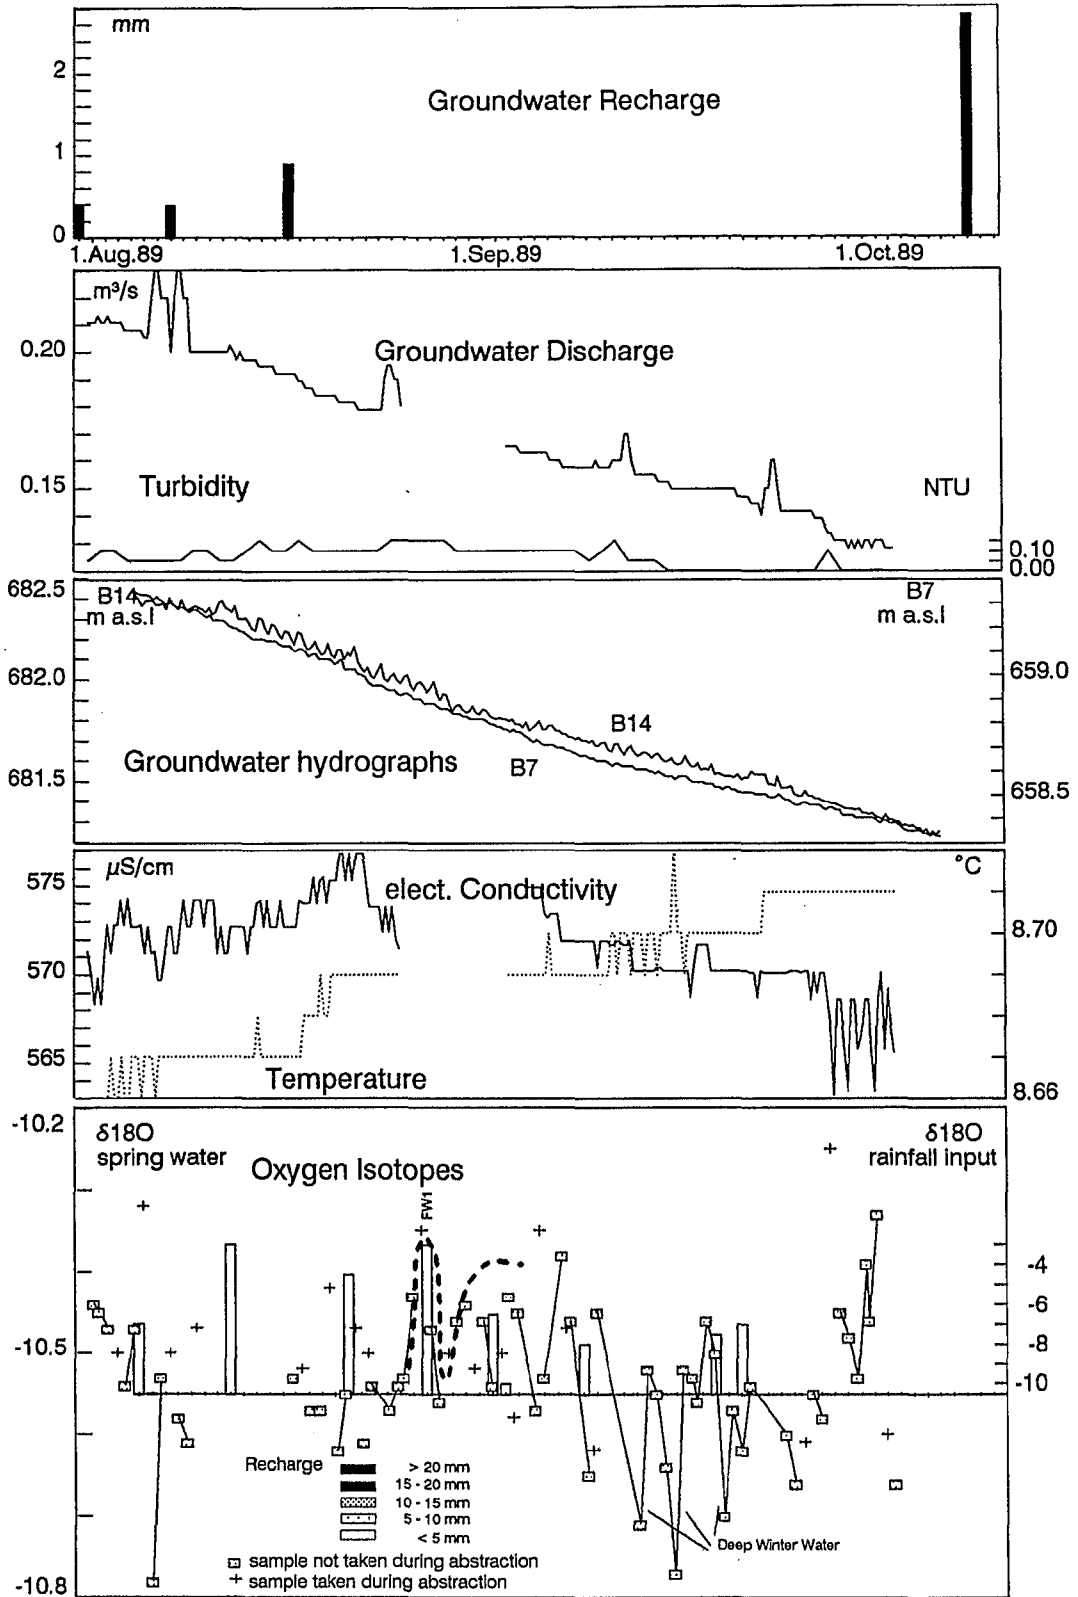 mm
2
Groundwater Recharge
1
0
1.Aug.89
1.Sep.89
1.Oct.89
m³/s
0.20
Groundwater Discharge
0.15
Turbidity
NTU
0.10
0.00
682.5
B14
m a.s.l
B7
m a.s.l
682.0
659.0
B14
Groundwater hydrographs
B7
681.5
658.5
µS/cm
°C
575
elect. Conductivity
8.70
570
565
Temperature
8.66
-10.2
δ18O
spring water
Oxygen Isotopes
δ18O
rainfall input
FW1
-4
-6
-10.5
-8
-10
Recharge
> 20 mm
15 - 20 mm
10 - 15 mm
5 - 10 mm
< 5 mm
Deep Winter Water
sample not taken during abstraction
+ sample taken during abstraction
-10.8